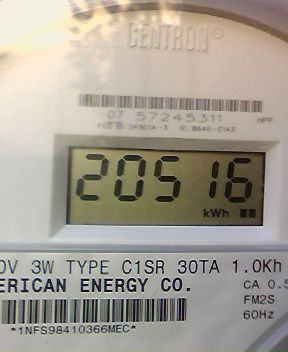 CENTRON®
07 57245311 HPP
20516
kWh
0V 3W TYPE C1SR 30TA 1.0Kh
ERICAN ENERGY CO. CA 0.5
FM2S
*1NFS98410366MEC* 60Hz